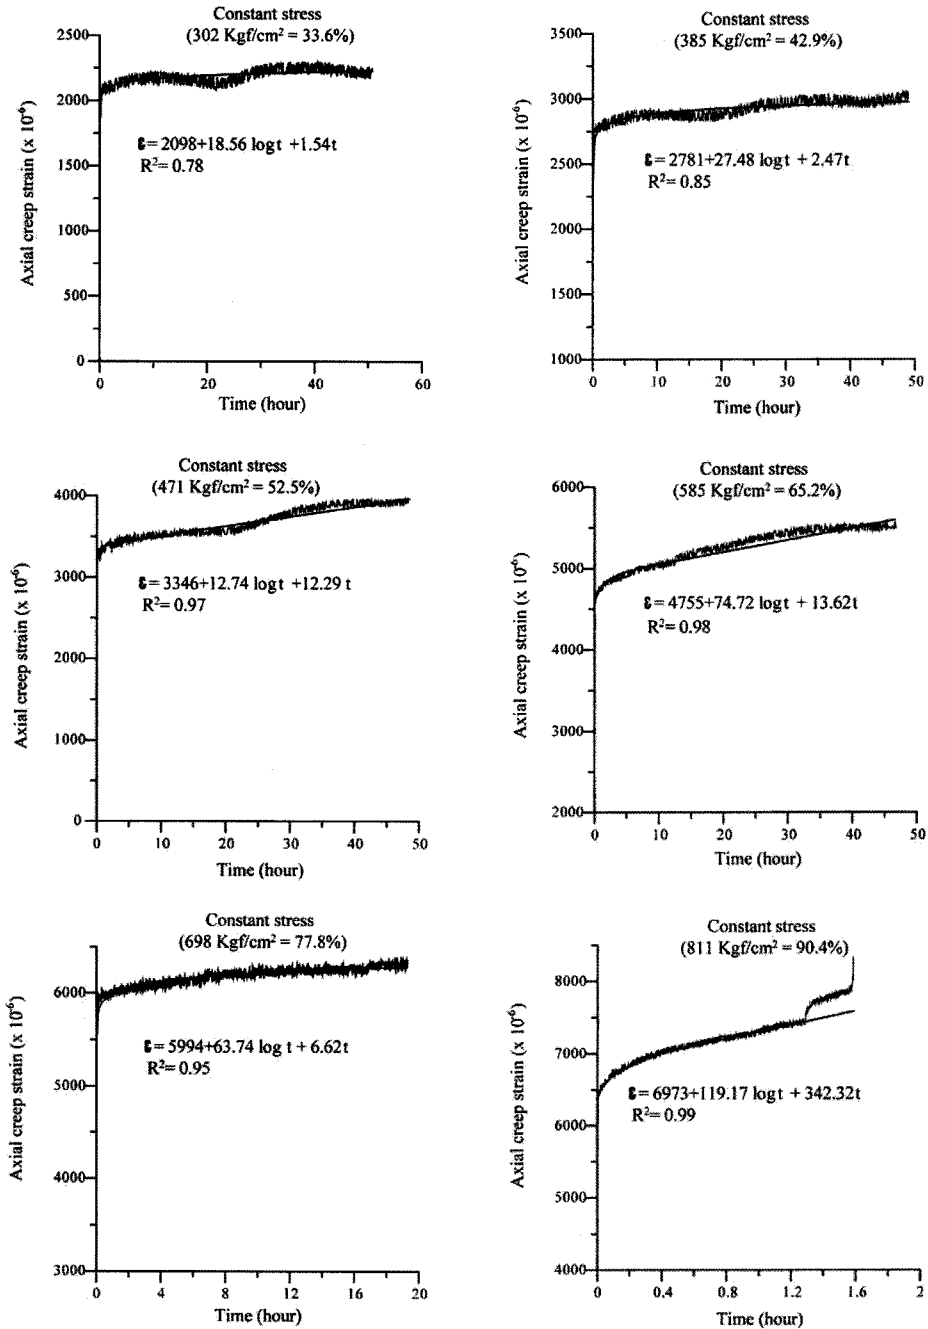 Constant stress
(302 Kgf/cm² = 33.6%)
2500
2000
1500
1000
500
0
Axial creep strain (x 10⁻⁶)
ε= 2098+18.56 logt +1.54t
R²= 0.78
0 20 40 60
Time (hour)
Constant stress
(385 Kgf/cm² = 42.9%)
3500
3000
2500
2000
1500
1000
Axial creep strain (x 10⁻⁶)
ε = 2781+27.48 logt + 2.47t
R²= 0.85
0 10 20 30 40 50
Time (hour)
Constant stress
(471 Kgf/cm² = 52.5%)
4000
3000
2000
1000
0
Axial creep strain (x 10⁻⁶)
ε= 3346+12.74 logt +12.29 t
R²= 0.97
0 10 20 30 40 50
Time (hour)
Constant stress
(585 Kgf/cm² = 65.2%)
6000
5000
4000
3000
2000
Axial creep strain (x 10⁻⁶)
ε = 4755+74.72 logt + 13.62t
R²= 0.98
0 10 20 30 40 50
Time (hour)
Constant stress
(698 Kgf/cm² = 77.8%)
6000
5000
4000
3000
Axial creep strain (x 10⁻⁶)
ε= 5994+63.74 log t + 6.62t
R²= 0.95
0 4 8 12 16 20
Time (hour)
Constant stress
(811 Kgf/cm² = 90.4%)
8000
7000
6000
5000
4000
Axial creep strain (x 10⁻⁶)
ε = 6973+119.17 logt + 342.32t
R²= 0.99
0 0.4 0.8 1.2 1.6 2
Time (hour)